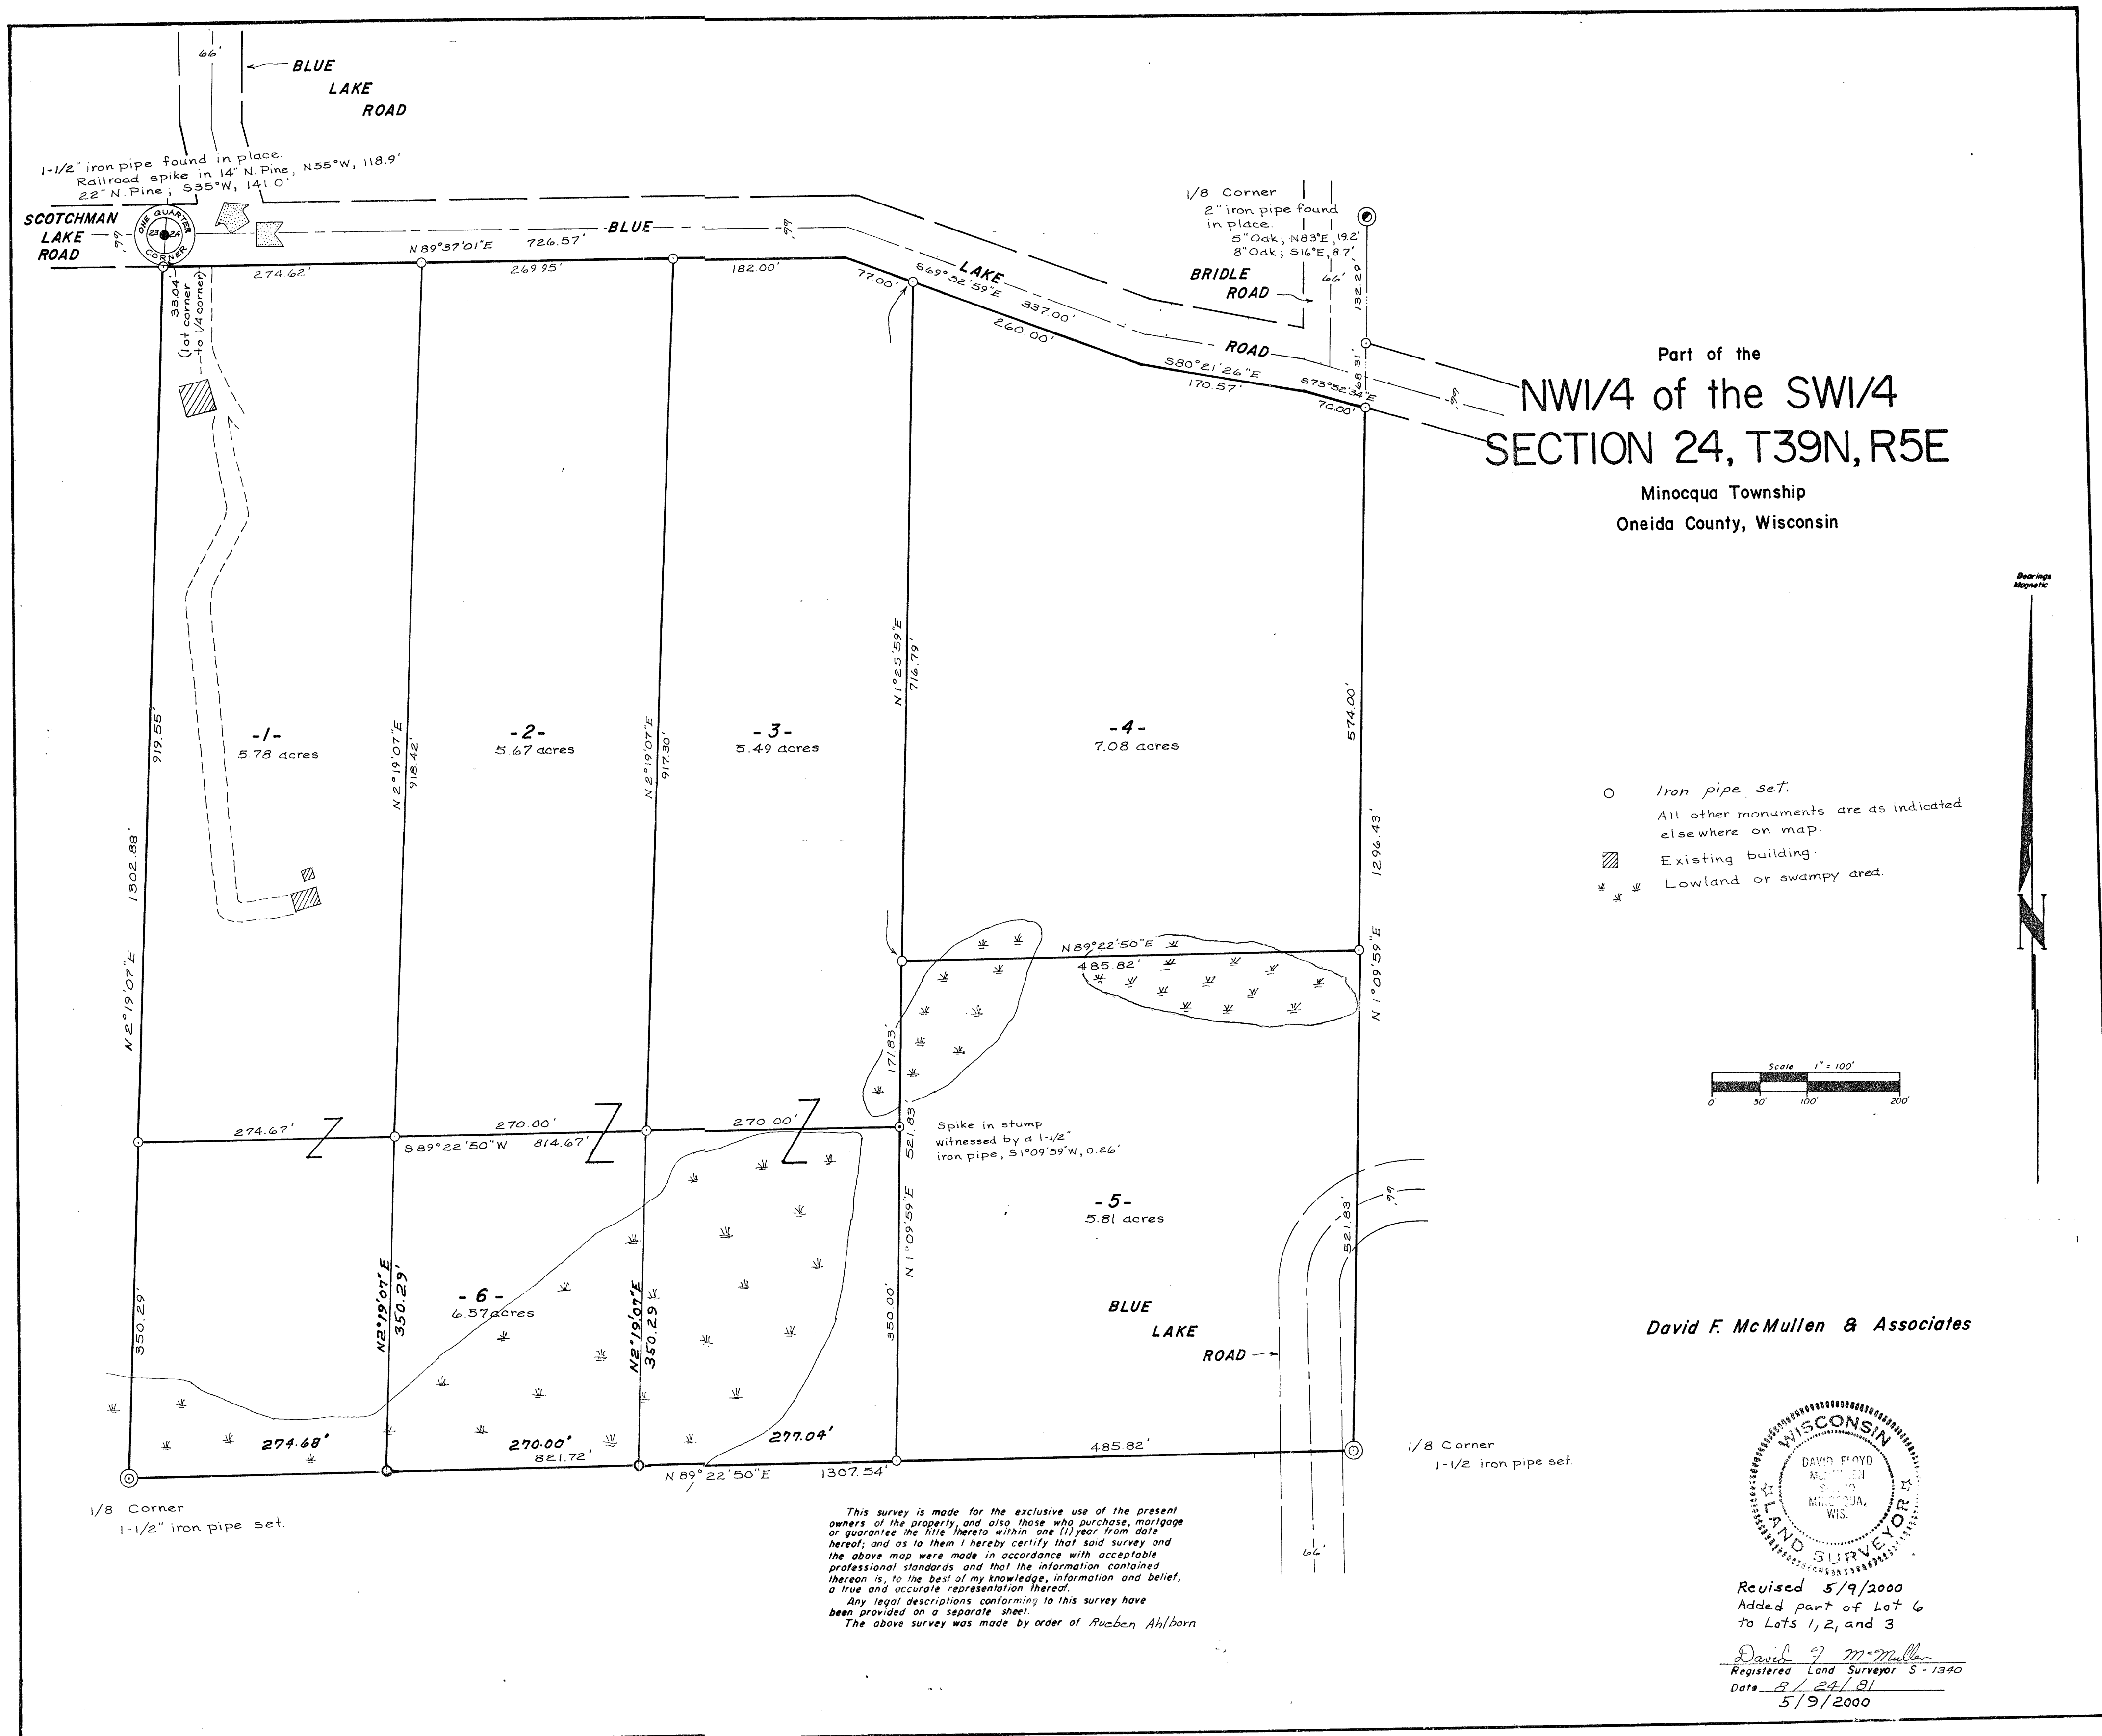 66'
BLUE
LAKE
ROAD
1-1/2" iron pipe found in place.
Railroad spike in 14" N. Pine, N55°W, 118.9'
22" N. Pine; S35°W, 141.0'
SCOTCHMAN
LAKE
ROAD
66'
ONE QUARTER
23 24
CORNER
N89°37'01"E 726.57'
BLUE
66'
LAKE
S69°52'59"E 337.00'
ROAD
274.62'
269.95'
182.00'
77.00'
260.00'
S80°21'26"E
170.57'
S73°52'34"E
70.00'
66'
33.04'
(lot corner
to 1/4 corner)
1/8 Corner
2" iron pipe found
in place.
5" Oak; N83°E, 19.2'
8" Oak; S16°E, 8.7'
BRIDLE
ROAD
66'
132.29'
68.31'
Part of the
NW1/4 of the SW1/4
SECTION 24, T39N, R5E
Minocqua Township
Oneida County, Wisconsin
Bearings
Magnetic
N
919.55'
N2°19'07"E 1302.88'
-1-
5.78 acres
N2°19'07"E
918.42'
-2-
5.67 acres
N2°19'07"E
917.30'
-3-
5.49 acres
N1°25'59"E
716.79'
-4-
7.08 acres
574.00'
N1°09'59"E 1296.43'
Iron pipe set.
All other monuments are as indicated
elsewhere on map.
Existing building.
Lowland or swampy area.
N89°22'50"E
485.82'
171.83'
Scale 1" = 100'
0' 50' 100' 200'
274.67'
270.00'
270.00'
S89°22'50"W 814.67'
N1°09'59"E 521.83'
Spike in stump
witnessed by a 1-1/2"
iron pipe, S1°09'59"W, 0.26'
-5-
5.81 acres
521.83'
66'
350.29'
N2°19'07"E
350.29'
-6-
6.57 acres
N2°19'07"E
350.29
350.00'
BLUE
LAKE
ROAD
David F. McMullen & Associates
274.68'
270.00'
277.04'
821.72'
N89°22'50"E 1307.54'
485.82'
1/8 Corner
1-1/2 iron pipe set.
1/8 Corner
1-1/2" iron pipe set.
66'
This survey is made for the exclusive use of the present
owners of the property, and also those who purchase, mortgage
or guarantee the title thereto within one (1) year from date
hereof; and as to them I hereby certify that said survey and
the above map were made in accordance with acceptable
professional standards and that the information contained
thereon is, to the best of my knowledge, information and belief,
a true and accurate representation thereof.
Any legal descriptions conforming to this survey have
been provided on a separate sheet.
The above survey was made by order of Rueben Ahlborn
WISCONSIN
DAVID FLOYD
MINOCQUA,
WIS.
LAND SURVEYOR
Revised 5/9/2000
Added part of Lot 6
to Lots 1, 2, and 3
David F McMullen
Registered Land Surveyor S-1340
Date 8/24/81
5/9/2000